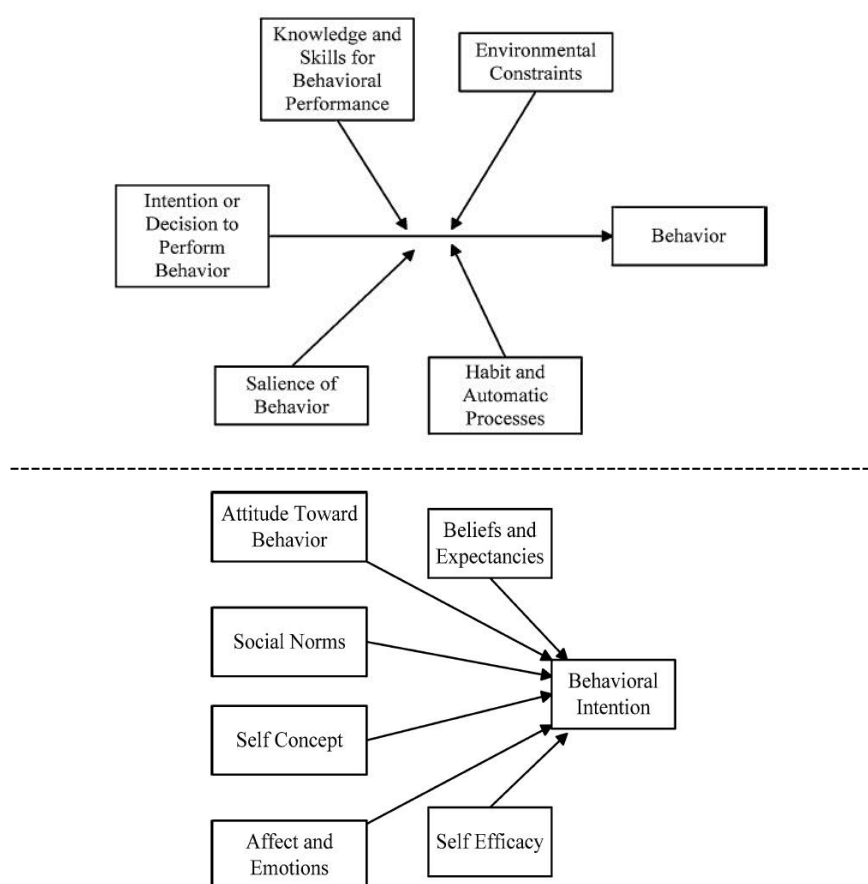 Knowledge and
Skills for
Behavioral
Performance
Environmental
Constraints
Intention or
Decision to
Perform
Behavior
Behavior
Salience of
Behavior
Habit and
Automatic
Processes
Attitude Toward
Behavior
Beliefs and
Expectancies
Social Norms
Behavioral
Intention
Self Concept
Affect and
Emotions
Self Efficacy